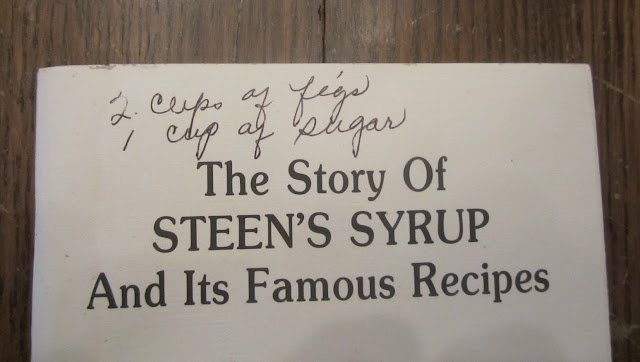 2 cups of figs
1 cup of sugar
The Story Of
STEEN'S SYRUP
And Its Famous Recipes